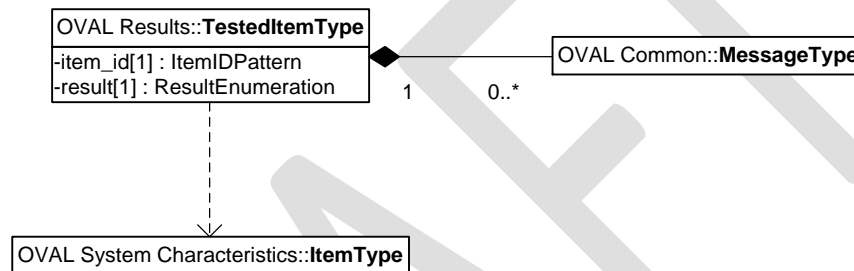 OVAL Results::TestedItemType
-item_id[1] : ItemIDPattern
-result[1] : ResultEnumeration
OVAL Common::MessageType
1 0..*
OVAL System Characteristics::ItemType